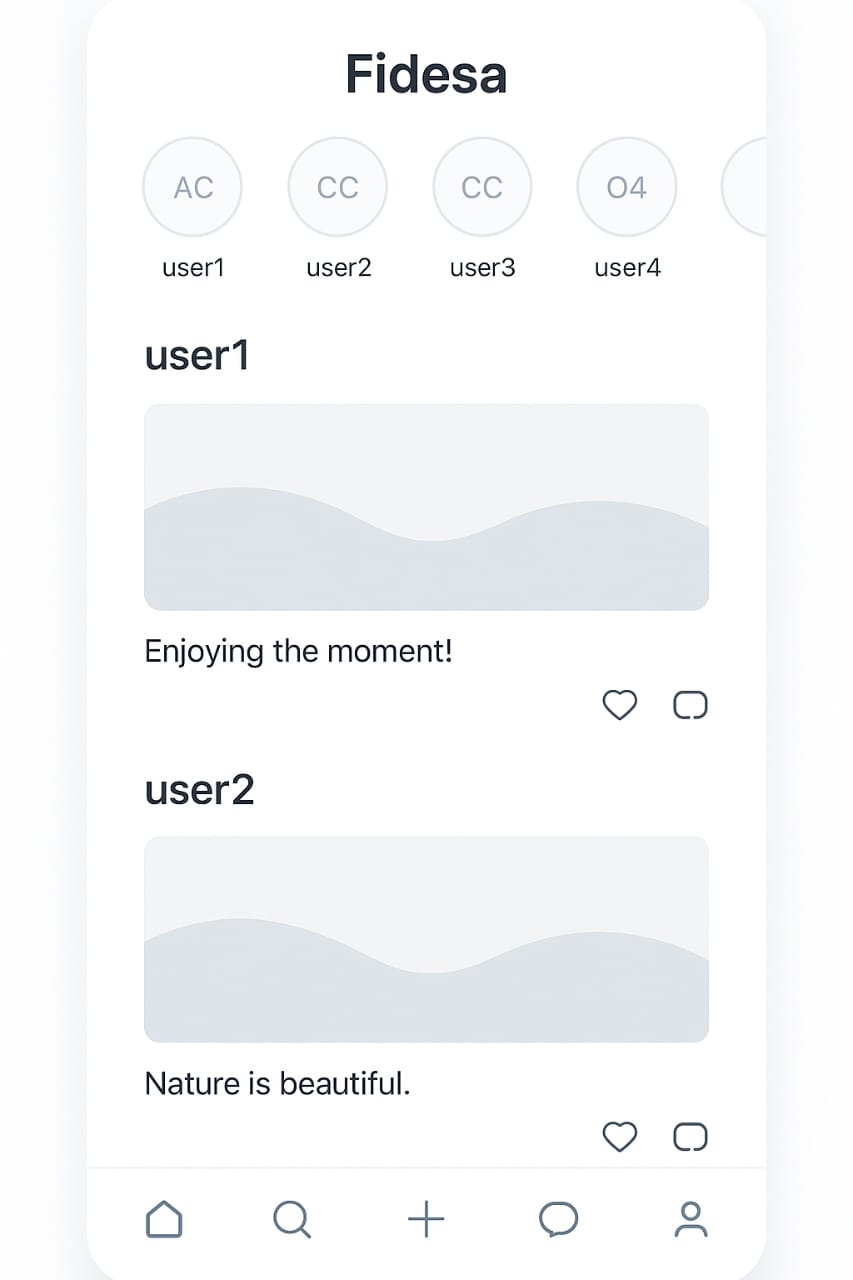 Fidesa
AC CC CC O4
user1 user2 user3 user4
user1
Enjoying the moment!
user2
Nature is beautiful.